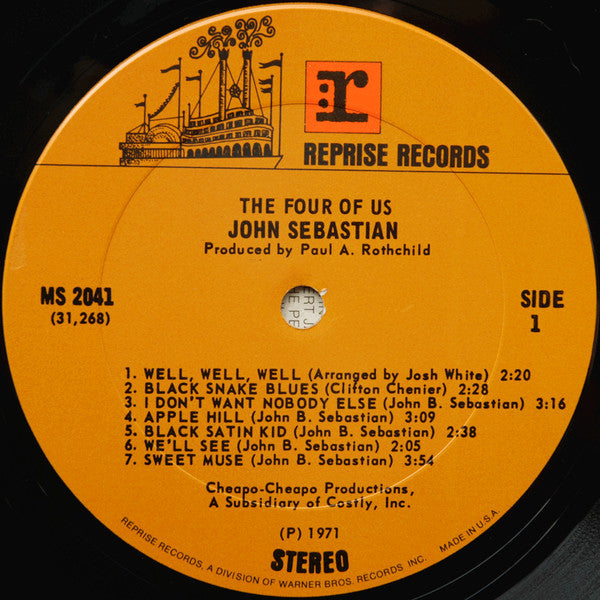 :r
REPRISE RECORDS
THE FOUR OF US
JOHN SEBASTIAN
Produced by Paul A. Rothchild
MS 2041
(31,268)
SIDE
1
1. WELL, WELL, WELL (Arranged by Josh White) 2:20
2. BLACK SNAKE BLUES (Clifton Chenier) 2:28
3. I DON'T WANT NOBODY ELSE (John B. Sebastian) 3:16
4. APPLE HILL (John B. Sebastian) 3:09
5. BLACK SATIN KID (John B. Sebastian) 2:38
6. WE'LL SEE (John B. Sebastian) 2:05
7. SWEET MUSE (John B. Sebastian) 3:54
Cheapo-Cheapo Productions,
A Subsidiary of Costly, Inc.
(P) 1971
STEREO
REPRISE RECORDS, A DIVISION OF WARNER BROS. RECORDS INC. MADE IN U.S.A.